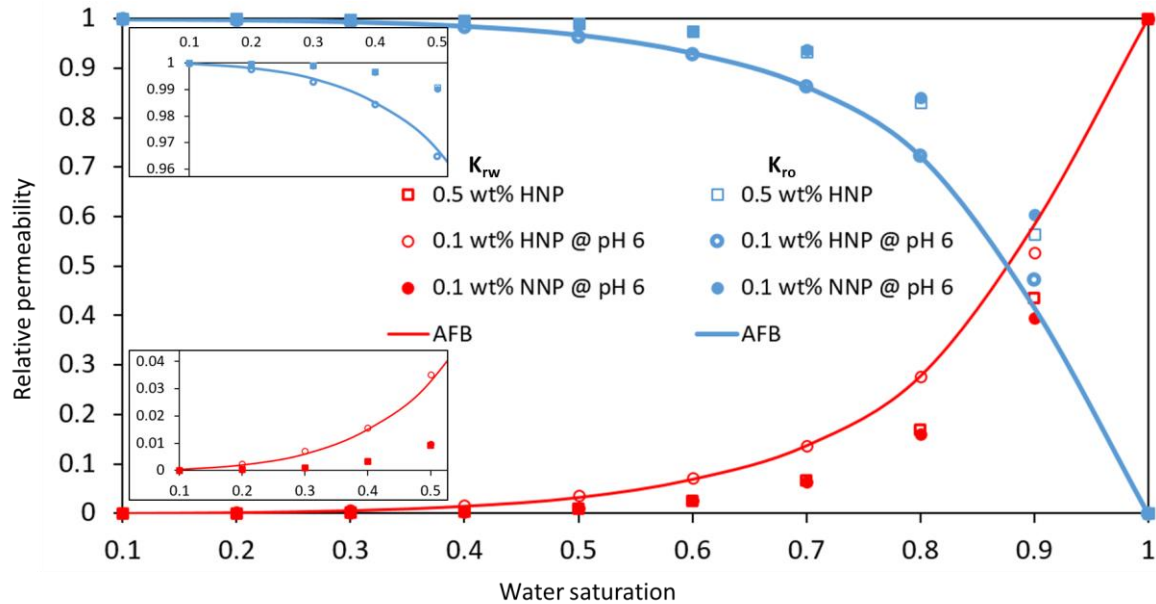 1
0.9
0.8
0.7
0.6
0.5
0.4
0.3
0.2
0.1
0
Relative permeability
0.1 0.2 0.3 0.4 0.5
1
0.99
0.98
0.97
0.96
K_rw K_ro
0.5 wt% HNP 0.5 wt% HNP
0.1 wt% HNP @ pH 6 0.1 wt% HNP @ pH 6
0.1 wt% NNP @ pH 6 0.1 wt% NNP @ pH 6
AFB AFB
0.04
0.03
0.02
0.01
0
0.1 0.2 0.3 0.4 0.5
0.1 0.2 0.3 0.4 0.5 0.6 0.7 0.8 0.9 1
Water saturation